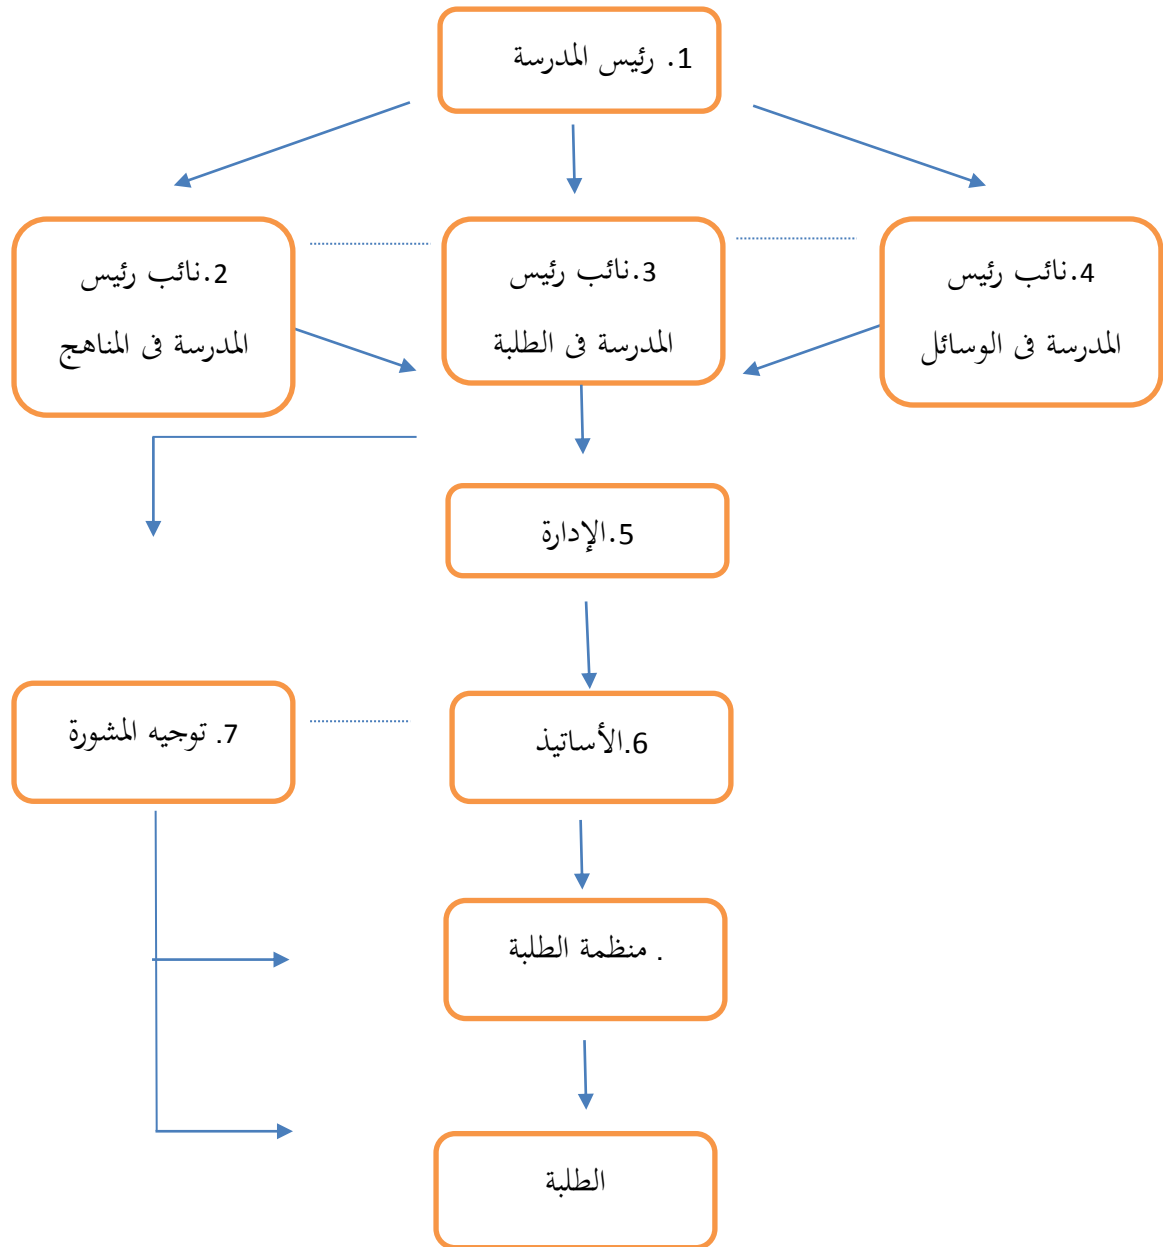 1. رئيس المدرسة
2.نائب رئيس
المدرسة فى المناهج
3.نائب رئيس
المدرسة فى الطلبة
4.نائب رئيس
المدرسة فى الوسائل
5.الإدارة
6.الأساتيذ
7. توجيه المشورة
. منظمة الطلبة
الطلبة